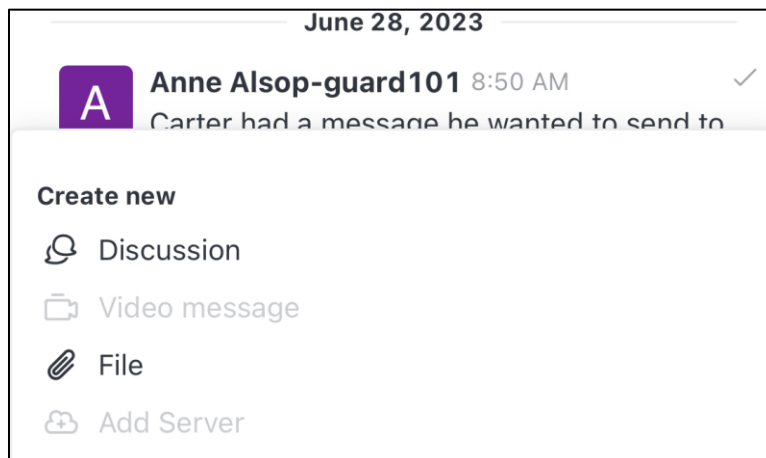 June 28, 2023
A
Anne Alsop-guard101 8:50 AM
Carter had a message he wanted to send to
Create new
Discussion
Video message
File
Add Server